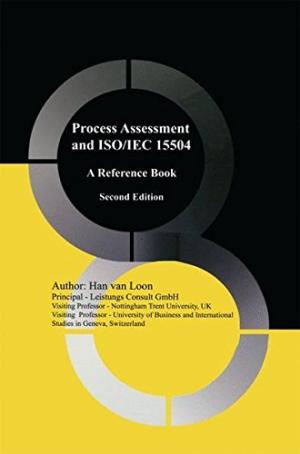 Process Assessment
and ISO/IEC 15504
A Reference Book
Second Edition
Author: Han van Loon
Principal - Leistungs Consult GmbH
Visiting Professor - Nottingham Trent University, UK
Visiting Professor - University of Business and International
Studies in Geneva, Switzerland